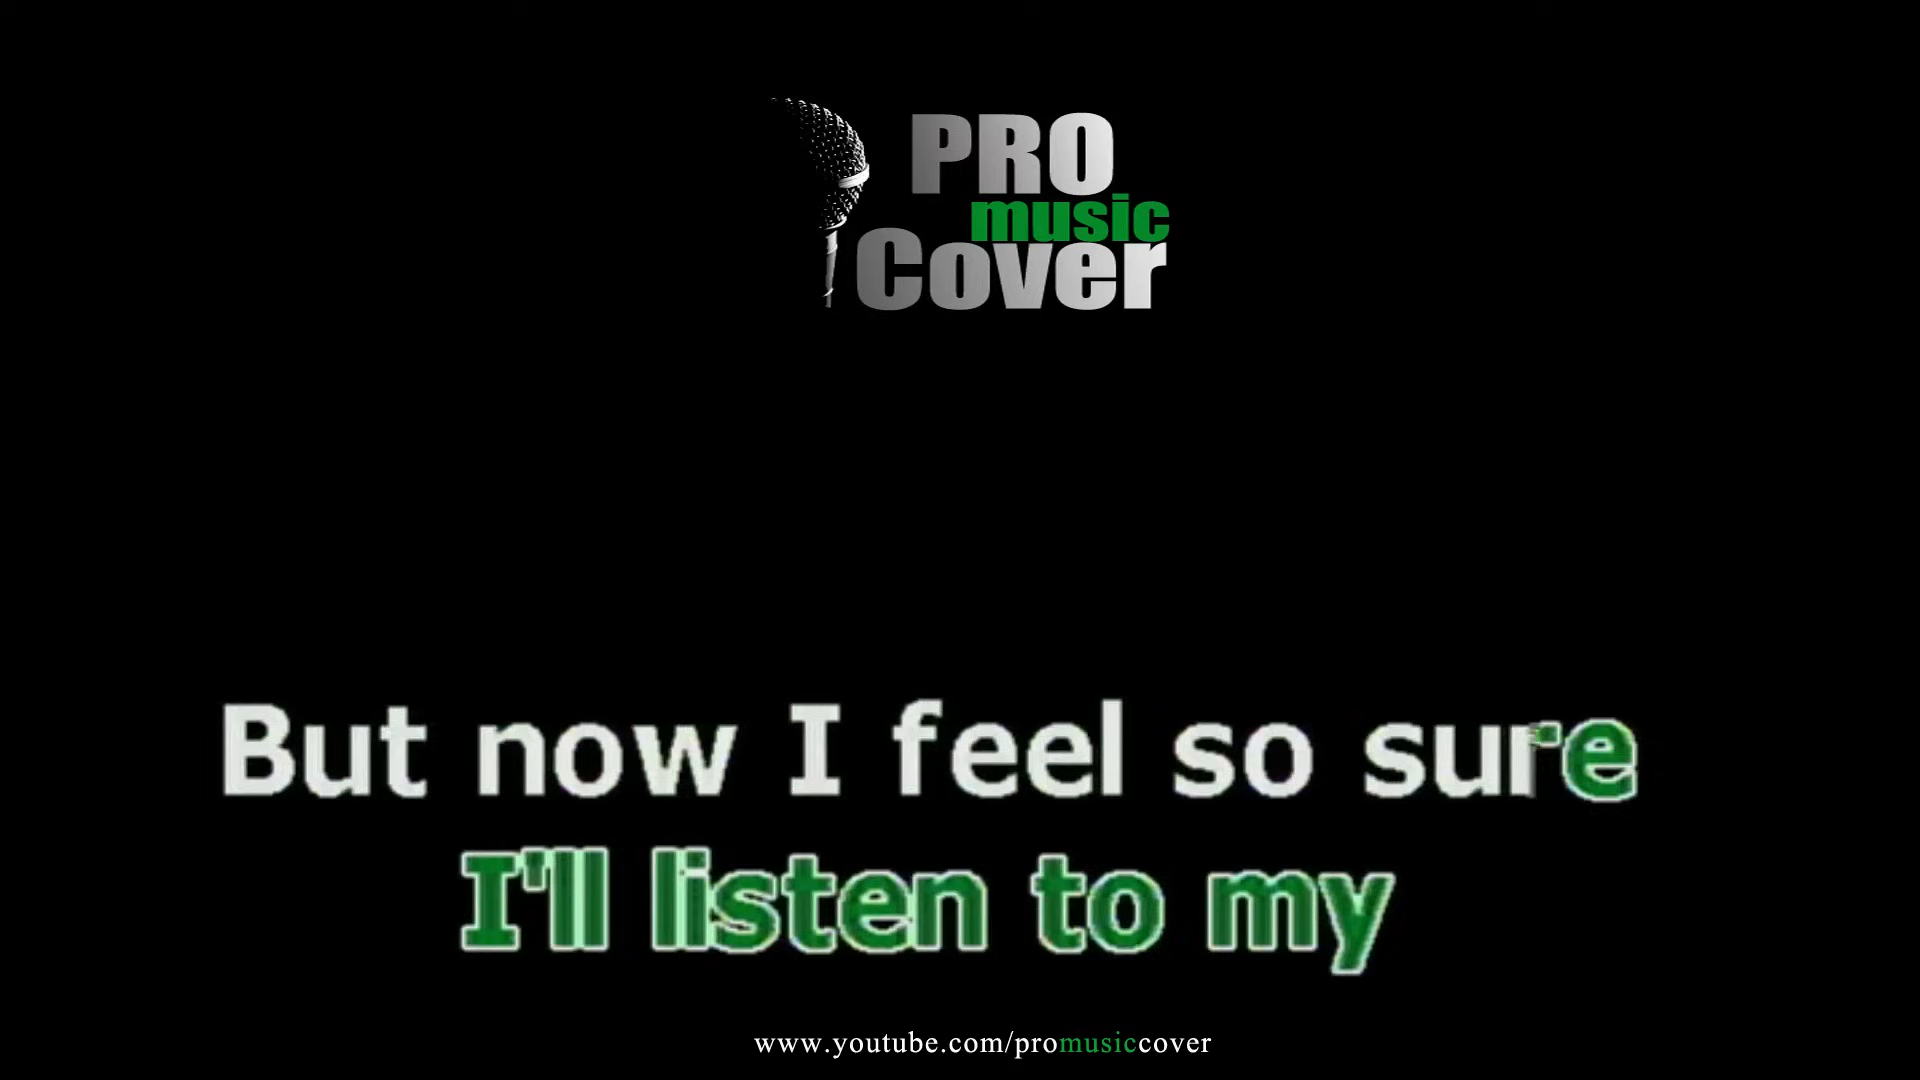 PRO
music
Cover
But now I feel so sure
I'll listen to my
www.youtube.com/promusiccover